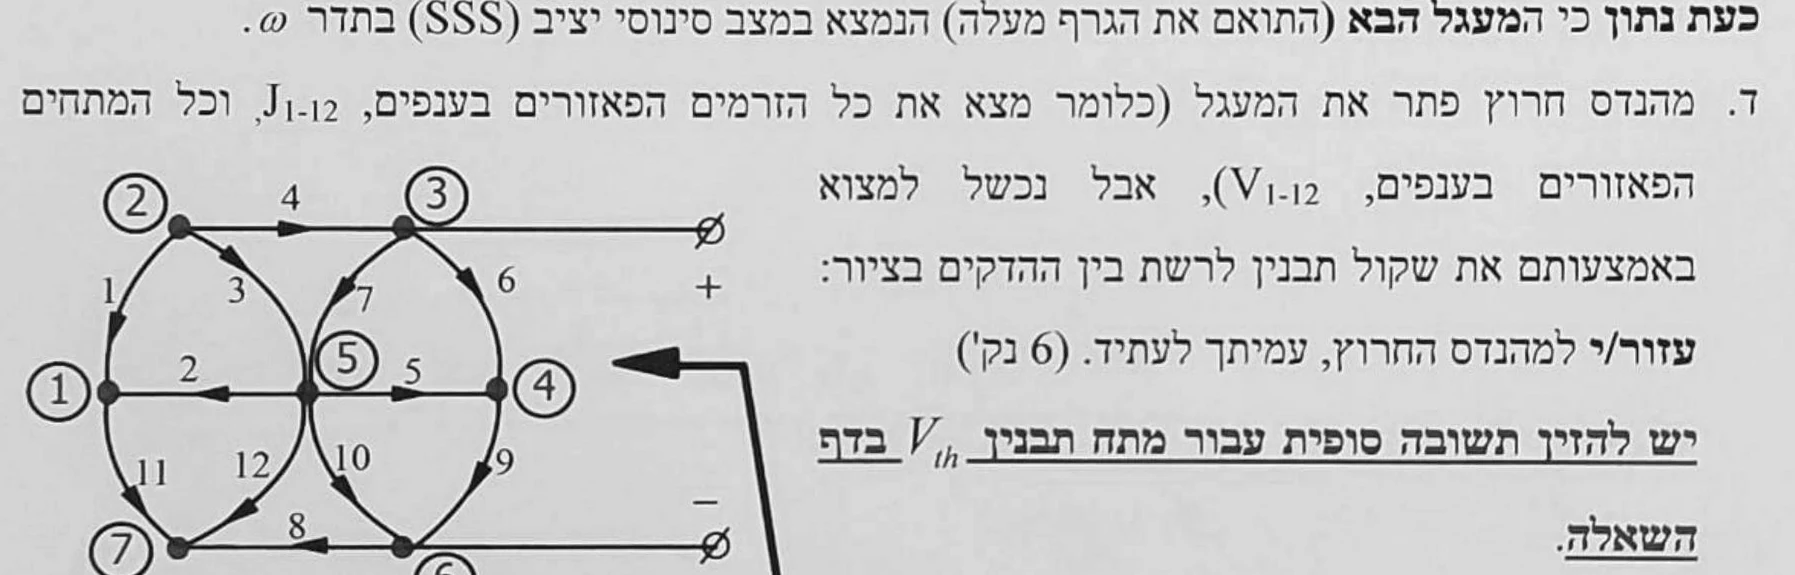 כעת נתון כי המעגל הבא (התואם את הגרף מעלה) הנמצא במצב סינוסי יציב (SSS) בתדר ω.
ד. מהנדס חרוץ פתר את המעגל (כלומר מצא את כל הזרמים הפאזורים בענפים, J1-12, וכל המתחים
הפאזורים בענפים, V1-12), אבל נכשל למצוא
באמצעותם את שקול תבנין לרשת בין ההדקים בציור:
עזור/י למהנדס החרוץ, עמיתך לעתיד. (6 נק')
יש להזין תשובה סופית עבור מתח תבנין Vth בדף
השאלה.
2 4 3
1 3 7 6 +
5
1 2 5 4
11 12 10 9
−
7 8 6